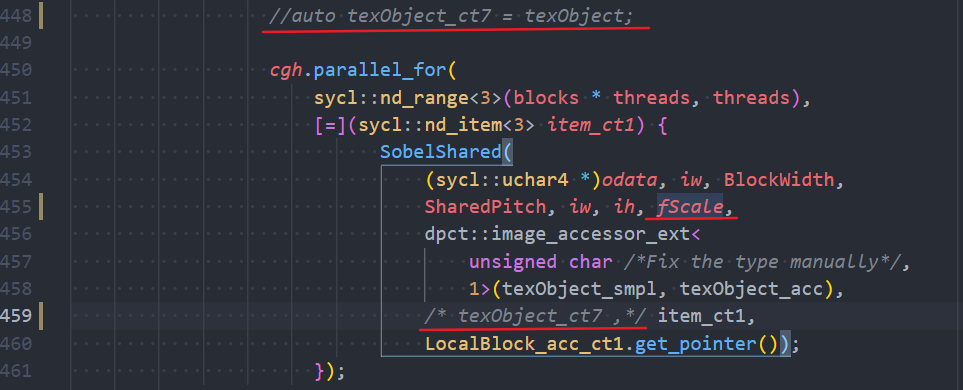 448 //auto texObject_ct7 = texObject;
449
450 cgh.parallel_for(
451 sycl::nd_range<3>(blocks * threads, threads),
452 [=](sycl::nd_item<3> item_ct1) {
453 SobelShared(
454 (sycl::uchar4 *)odata, iw, BlockWidth,
455 SharedPitch, iw, ih, fScale,
456 dpct::image_accessor_ext<
457 unsigned char /*Fix the type manually*/,
458 1>(texObject_smpl, texObject_acc),
459 /* texObject_ct7 ,*/ item_ct1,
460 LocalBlock_acc_ct1.get_pointer());
461 });